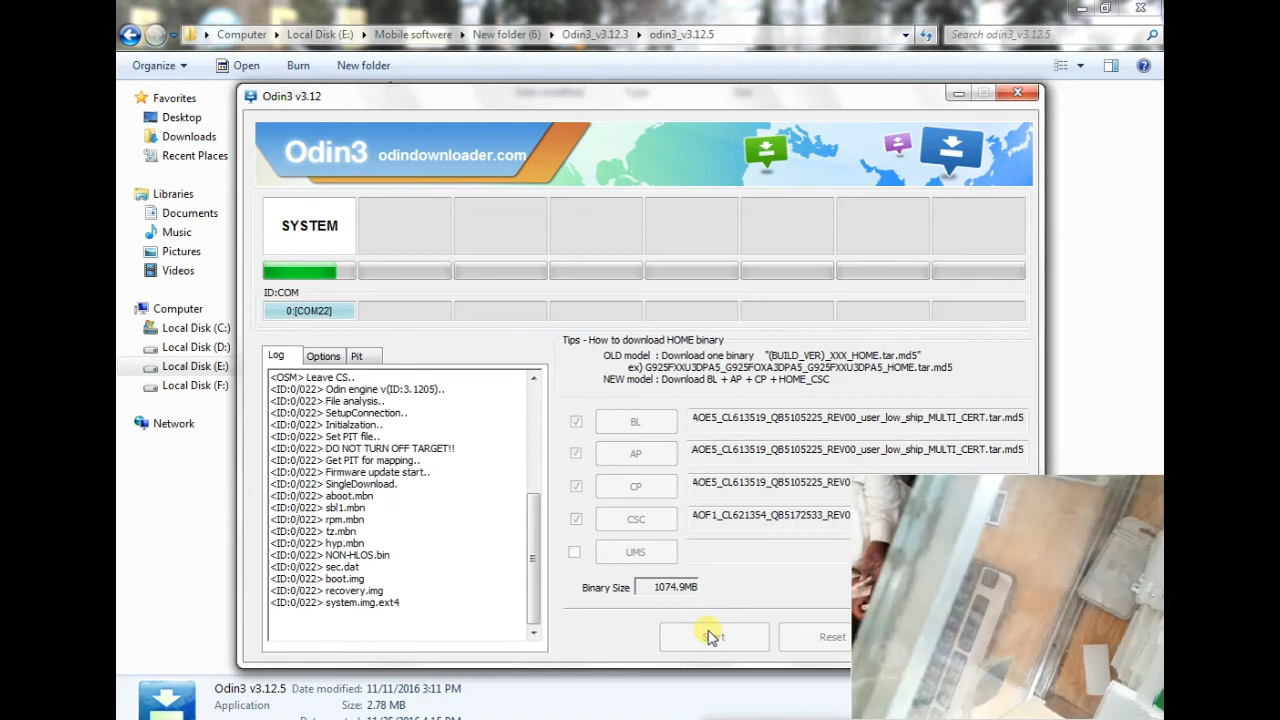 Computer Local Disk (E:) Mobile softwere New folder (6) Odin3_v3.12.3 odin3_v3.12.5 Search odin3_v3.12.5
Organize Open Burn New folder
Favorites
Desktop
Downloads
Recent Places
Libraries
Documents
Music
Pictures
Videos
Computer
Local Disk (C:)
Local Disk (D:)
Local Disk (E:)
Local Disk (F:)
Network
Odin3 v3.12
Odin3 odindownloader.com
SYSTEM
ID:COM
0:[COM22]
Log Options Pit
<OSM> Leave CS..
<ID:0/022> Odin engine v(ID:3.1205)..
<ID:0/022> File analysis..
<ID:0/022> SetupConnection..
<ID:0/022> Initialzation..
<ID:0/022> Set PIT file..
<ID:0/022> DO NOT TURN OFF TARGET!!
<ID:0/022> Get PIT for mapping..
<ID:0/022> Firmware update start..
<ID:0/022> SingleDownload.
<ID:0/022> aboot.mbn
<ID:0/022> sbl1.mbn
<ID:0/022> rpm.mbn
<ID:0/022> tz.mbn
<ID:0/022> hyp.mbn
<ID:0/022> NON-HLOS.bin
<ID:0/022> sec.dat
<ID:0/022> boot.img
<ID:0/022> recovery.img
<ID:0/022> system.img.ext4
Tips - How to download HOME binary
OLD model : Download one binary "(BUILD_VER)_XXX_HOME.tar.md5"
ex) G925FXXU3DPA5_G925FOXA3DPA5_G925FXXU3DPA5_HOME.tar.md5
NEW model : Download BL + AP + CP + HOME_CSC
BL AOE5_CL613519_QB5105225_REV00_user_low_ship_MULTI_CERT.tar.md5
AP AOE5_CL613519_QB5105225_REV00_user_low_ship_MULTI_CERT.tar.md5
CP AOE5_CL613519_QB5105225_REV0
CSC AOF1_CL621354_QB5172533_REV0
UMS
Binary Size 1074.9MB
Reset
Odin3 v3.12.5 Date modified: 11/11/2016 3:11 PM
Application Size: 2.78 MB